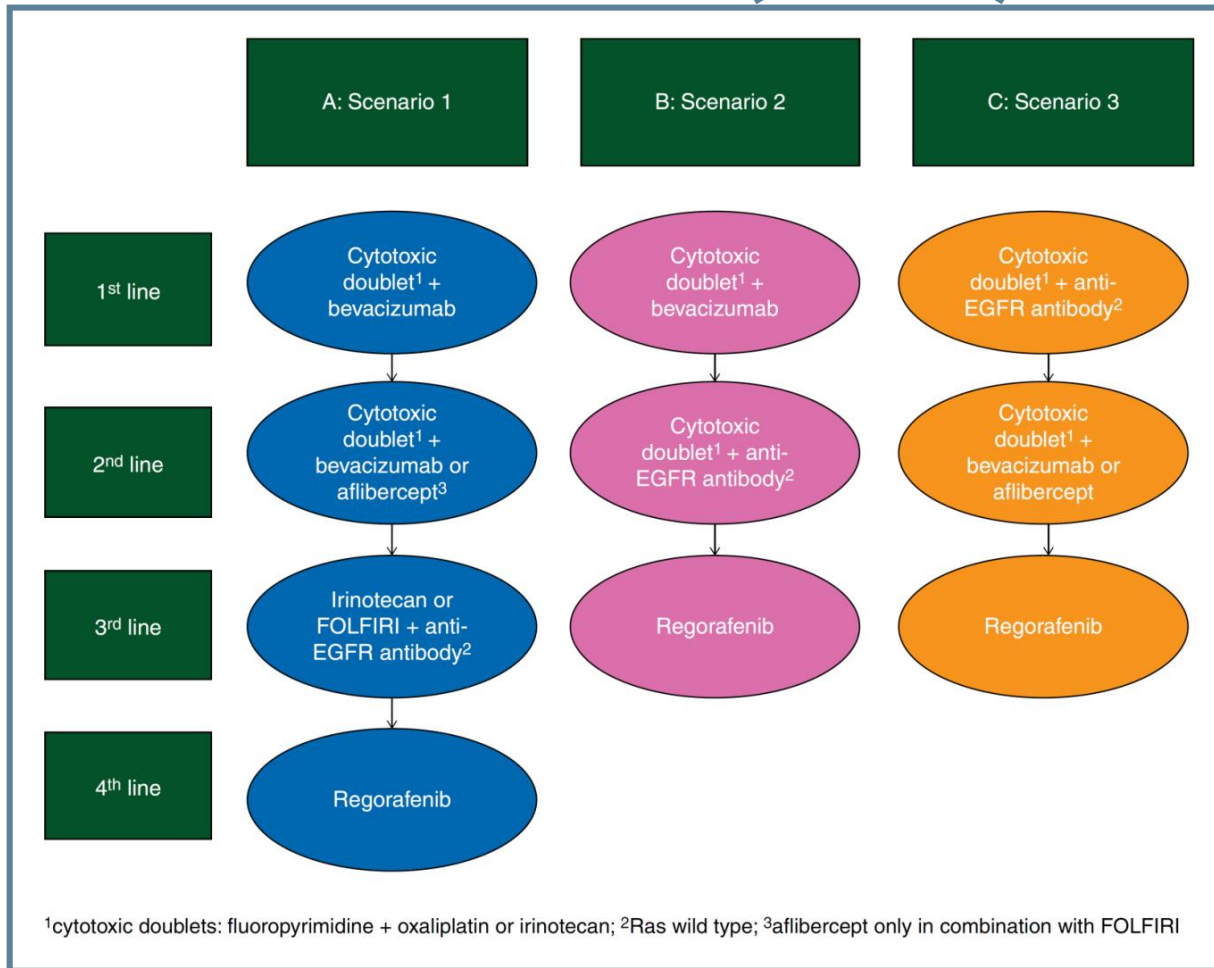 A: Scenario 1
B: Scenario 2
C: Scenario 3
1st line
Cytotoxic
doublet¹ +
bevacizumab
Cytotoxic
doublet¹ +
bevacizumab
Cytotoxic
doublet¹ + anti-
EGFR antibody²
2nd line
Cytotoxic
doublet¹ +
bevacizumab or
aflibercept³
Cytotoxic
doublet¹ + anti-
EGFR antibody²
Cytotoxic
doublet¹ +
bevacizumab or
aflibercept
3rd line
Irinotecan or
FOLFIRI + anti-
EGFR antibody²
Regorafenib
Regorafenib
4th line
Regorafenib
¹cytotoxic doublets: fluoropyrimidine + oxaliplatin or irinotecan; ²Ras wild type; ³aflibercept only in combination with FOLFIRI